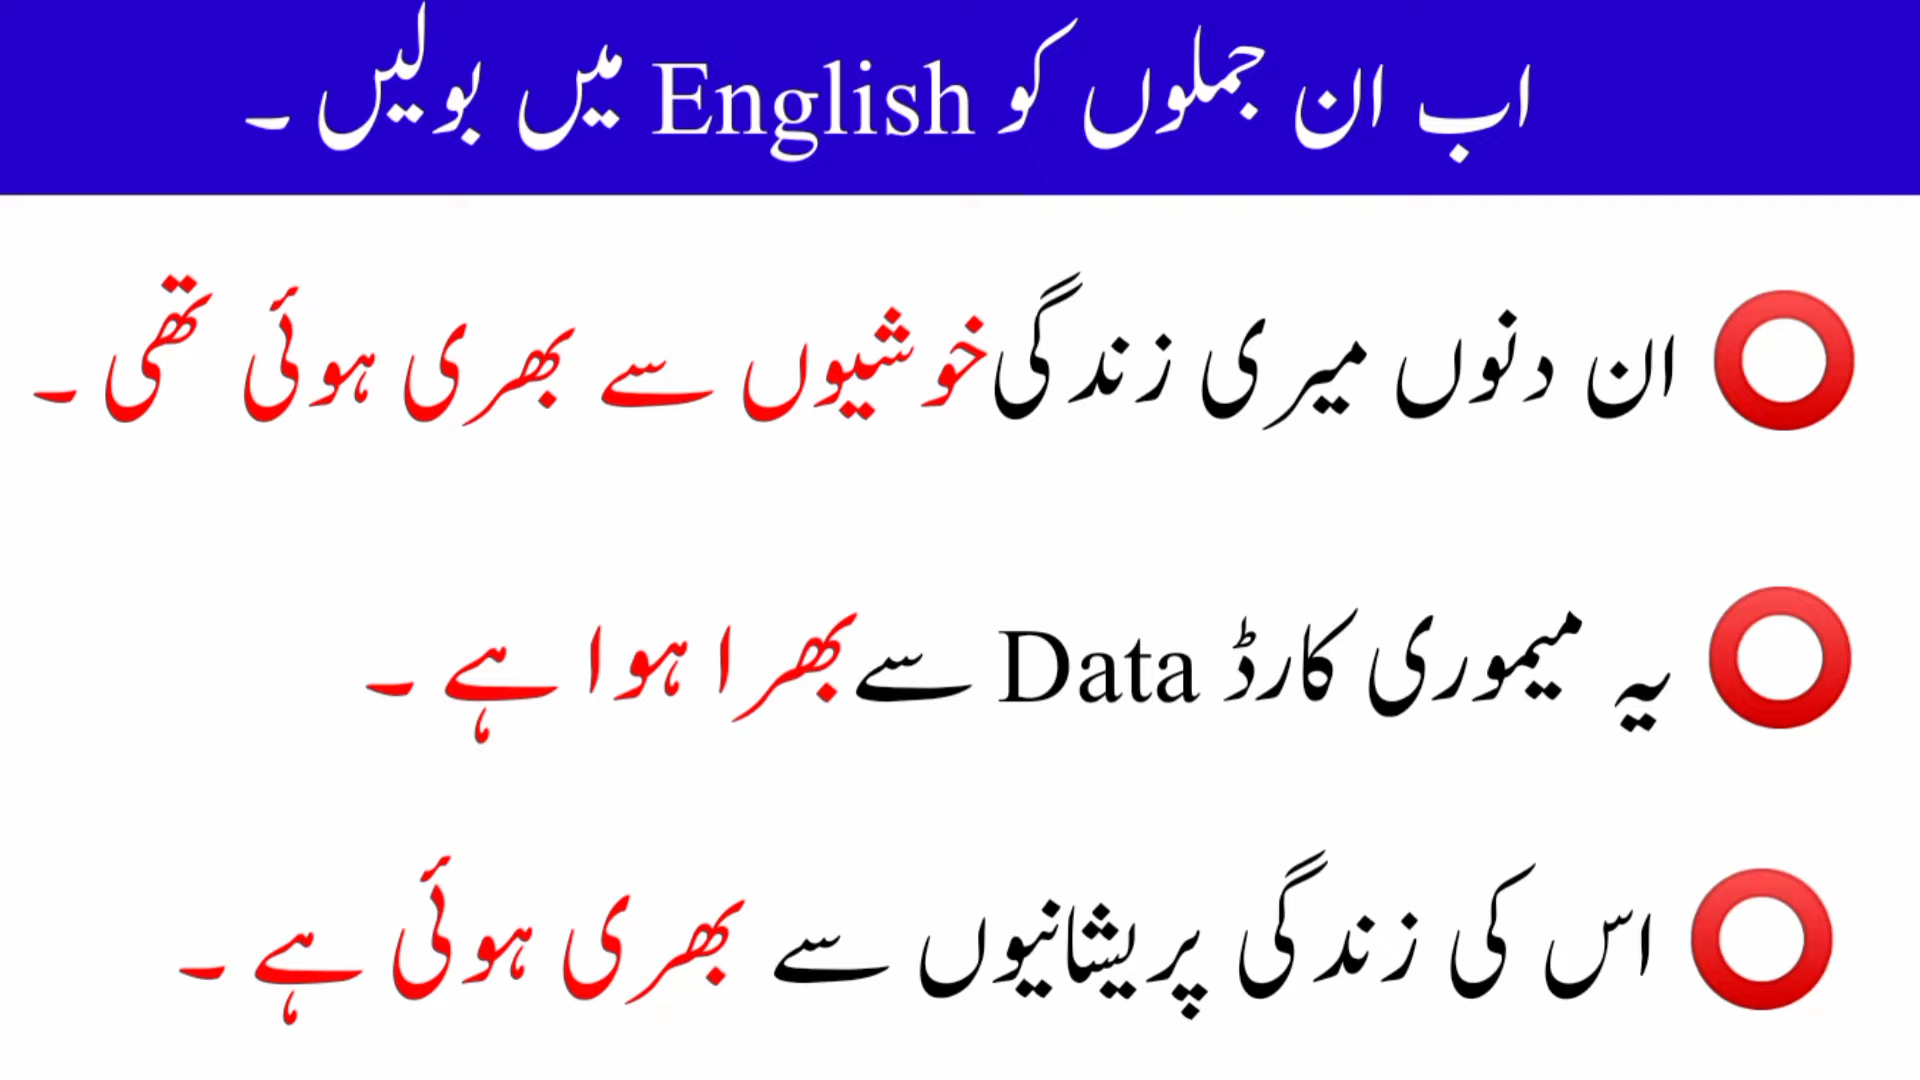 اب ان جملوں کو English میں بولیں ۔
ان دنوں میری زندگی خوشیوں سے بھری ہوئی تھی ۔
یہ میموری کارڈ Data سے بھرا ہوا ہے ۔
اس کی زندگی پریشانیوں سے بھری ہوئی ہے ۔